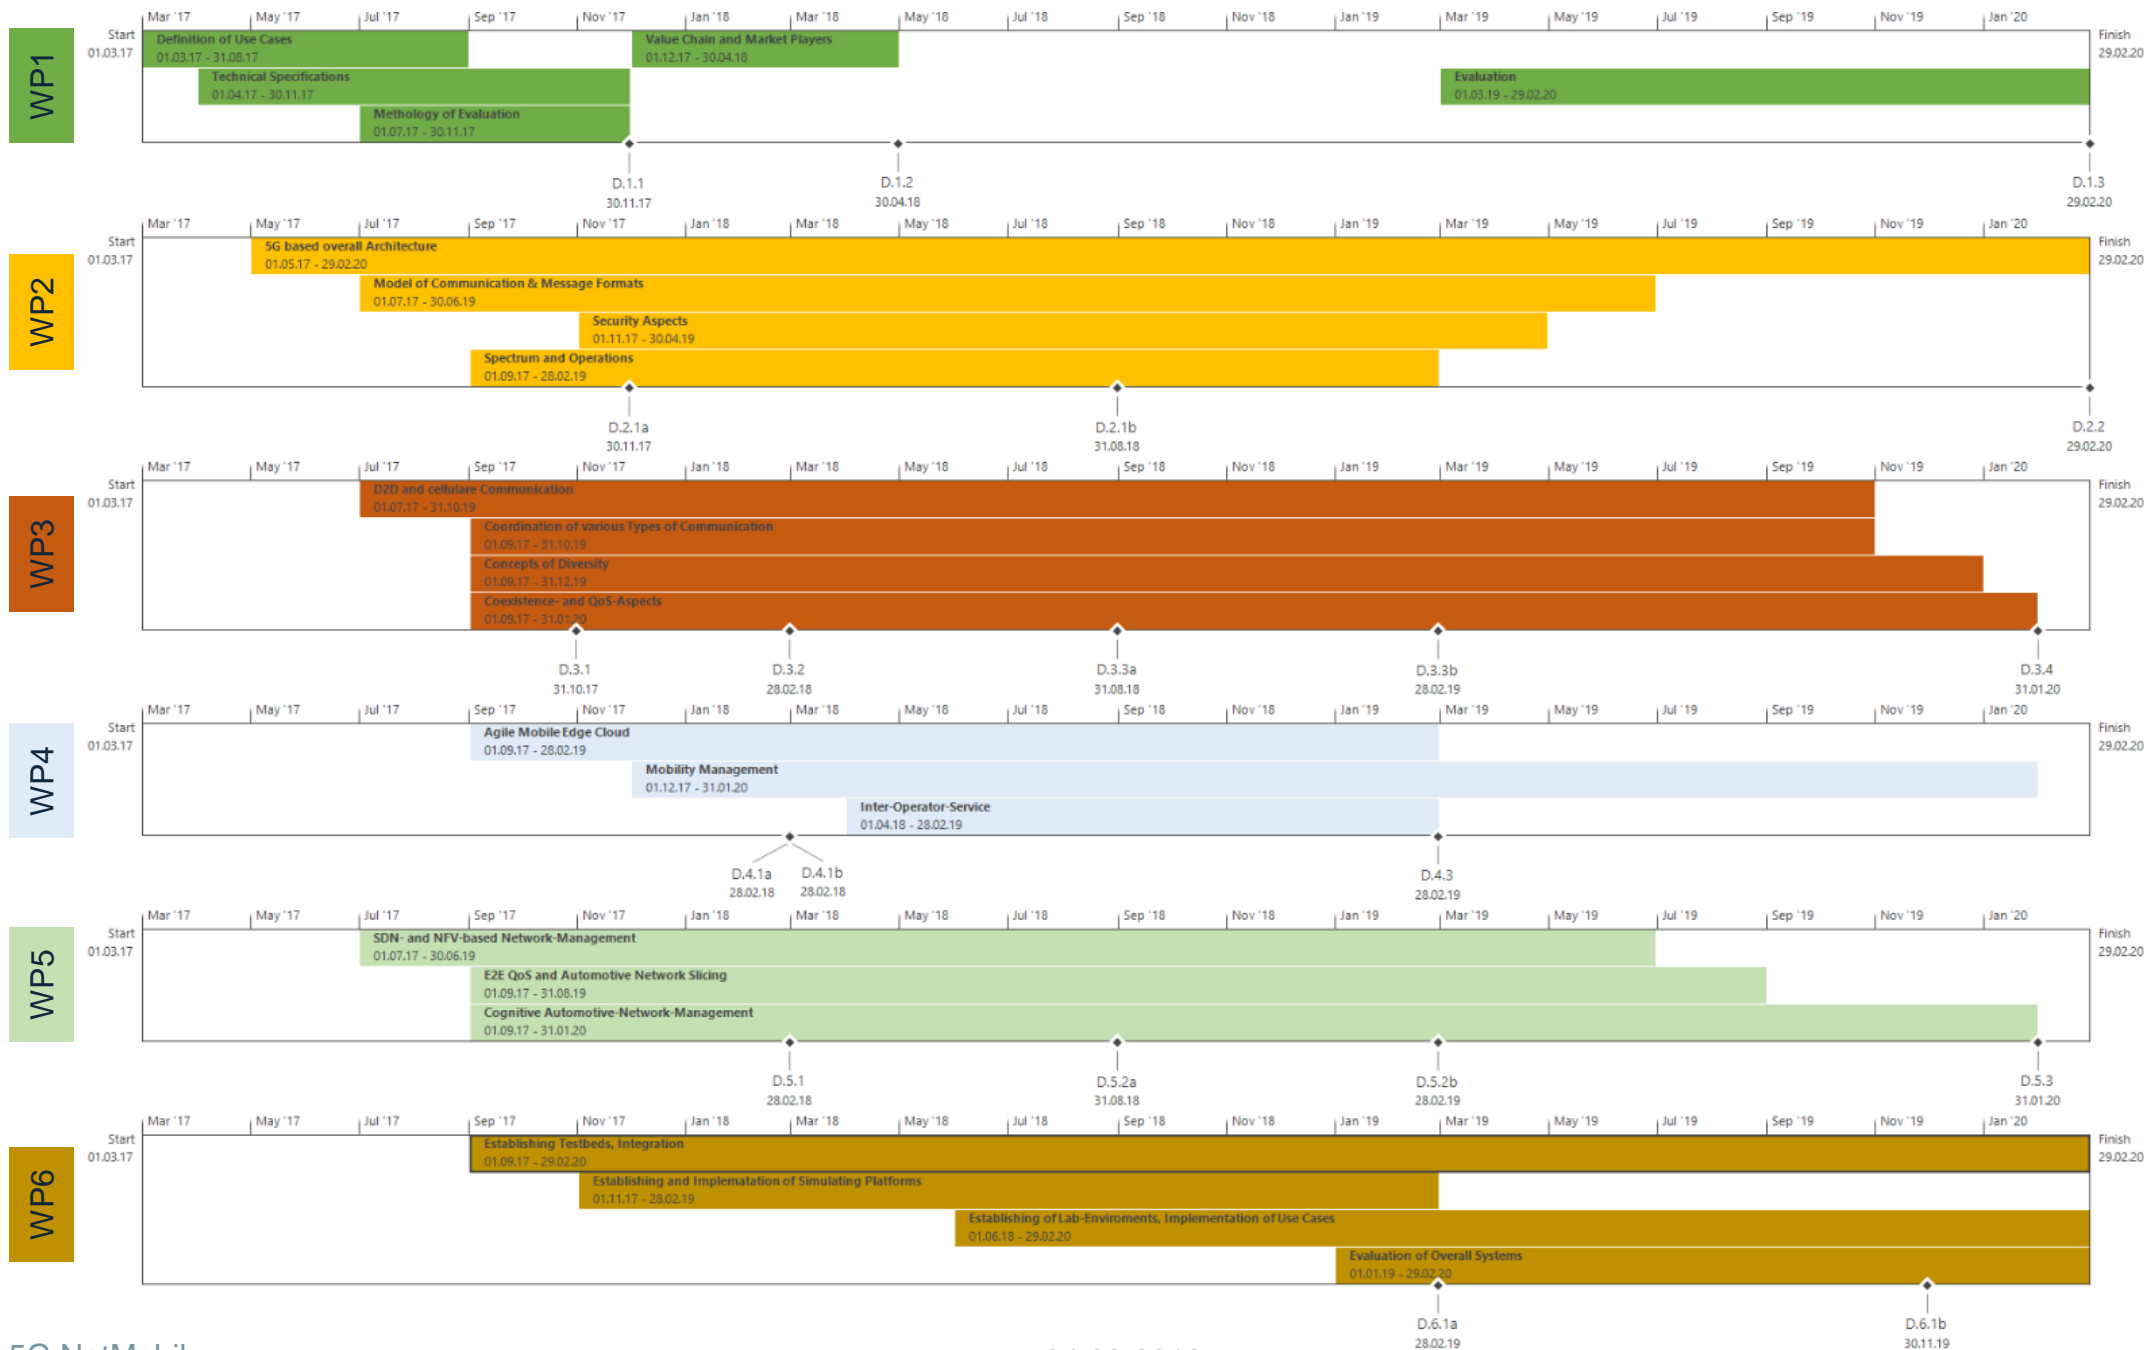 Mar '17 May '17 Jul '17 Sep '17 Nov '17 Jan '18 Mar '18 May '18 Jul '18 Sep '18 Nov '18 Jan '19 Mar '19 May '19 Jul '19 Sep '19 Nov '19 Jan '20
WP1
Start
01.03.17
Definition of Use Cases
01.03.17 - 31.08.17
Value Chain and Market Players
01.12.17 - 30.04.18
Finish
29.02.20
Technical Specifications
01.04.17 - 30.11.17
Evaluation
01.03.19 - 29.02.20
Methology of Evaluation
01.07.17 - 30.11.17
D.1.1
30.11.17
D.1.2
30.04.18
D.1.3
29.02.20
Mar '17 May '17 Jul '17 Sep '17 Nov '17 Jan '18 Mar '18 May '18 Jul '18 Sep '18 Nov '18 Jan '19 Mar '19 May '19 Jul '19 Sep '19 Nov '19 Jan '20
WP2
Start
01.03.17
5G based overall Architecture
01.05.17 - 29.02.20
Finish
29.02.20
Model of Communication & Message Formats
01.07.17 - 30.06.19
Security Aspects
01.11.17 - 30.04.19
Spectrum and Operations
01.09.17 - 28.02.19
D.2.1a
30.11.17
D.2.1b
31.08.18
D.2.2
29.02.20
Mar '17 May '17 Jul '17 Sep '17 Nov '17 Jan '18 Mar '18 May '18 Jul '18 Sep '18 Nov '18 Jan '19 Mar '19 May '19 Jul '19 Sep '19 Nov '19 Jan '20
WP3
Start
01.03.17
D2D and cellulare Communication
01.07.17 - 31.10.19
Finish
29.02.20
Coordination of various Types of Communication
01.09.17 - 31.10.19
Concepts of Diversity
01.09.17 - 31.12.19
Coexistence- and QoS-Aspects
01.09.17 - 31.01.20
D.3.1
31.10.17
D.3.2
28.02.18
D.3.3a
31.08.18
D.3.3b
28.02.19
D.3.4
31.01.20
Mar '17 May '17 Jul '17 Sep '17 Nov '17 Jan '18 Mar '18 May '18 Jul '18 Sep '18 Nov '18 Jan '19 Mar '19 May '19 Jul '19 Sep '19 Nov '19 Jan '20
WP4
Start
01.03.17
Agile Mobile Edge Cloud
01.09.17 - 28.02.19
Finish
29.02.20
Mobility Management
01.12.17 - 31.01.20
Inter-Operator-Service
01.04.18 - 28.02.19
D.4.1a
28.02.18
D.4.1b
28.02.18
D.4.3
28.02.19
Mar '17 May '17 Jul '17 Sep '17 Nov '17 Jan '18 Mar '18 May '18 Jul '18 Sep '18 Nov '18 Jan '19 Mar '19 May '19 Jul '19 Sep '19 Nov '19 Jan '20
WP5
Start
01.03.17
SDN- and NFV-based Network-Management
01.07.17 - 30.06.19
Finish
29.02.20
E2E QoS and Automotive Network Slicing
01.09.17 - 31.08.19
Cognitive Automotive-Network-Management
01.09.17 - 31.01.20
D.5.1
28.02.18
D.5.2a
31.08.18
D.5.2b
28.02.19
D.5.3
31.01.20
Mar '17 May '17 Jul '17 Sep '17 Nov '17 Jan '18 Mar '18 May '18 Jul '18 Sep '18 Nov '18 Jan '19 Mar '19 May '19 Jul '19 Sep '19 Nov '19 Jan '20
WP6
Start
01.03.17
Establishing Testbeds, Integration
01.09.17 - 29.02.20
Finish
29.02.20
Establishing and Implematation of Simulating Platforms
01.11.17 - 28.02.19
Establishing of Lab-Enviroments, Implementation of Use Cases
01.06.18 - 29.02.20
Evaluation of Overall Systems
01.01.19 - 29.02.20
D.6.1a
28.02.19
D.6.1b
30.11.19